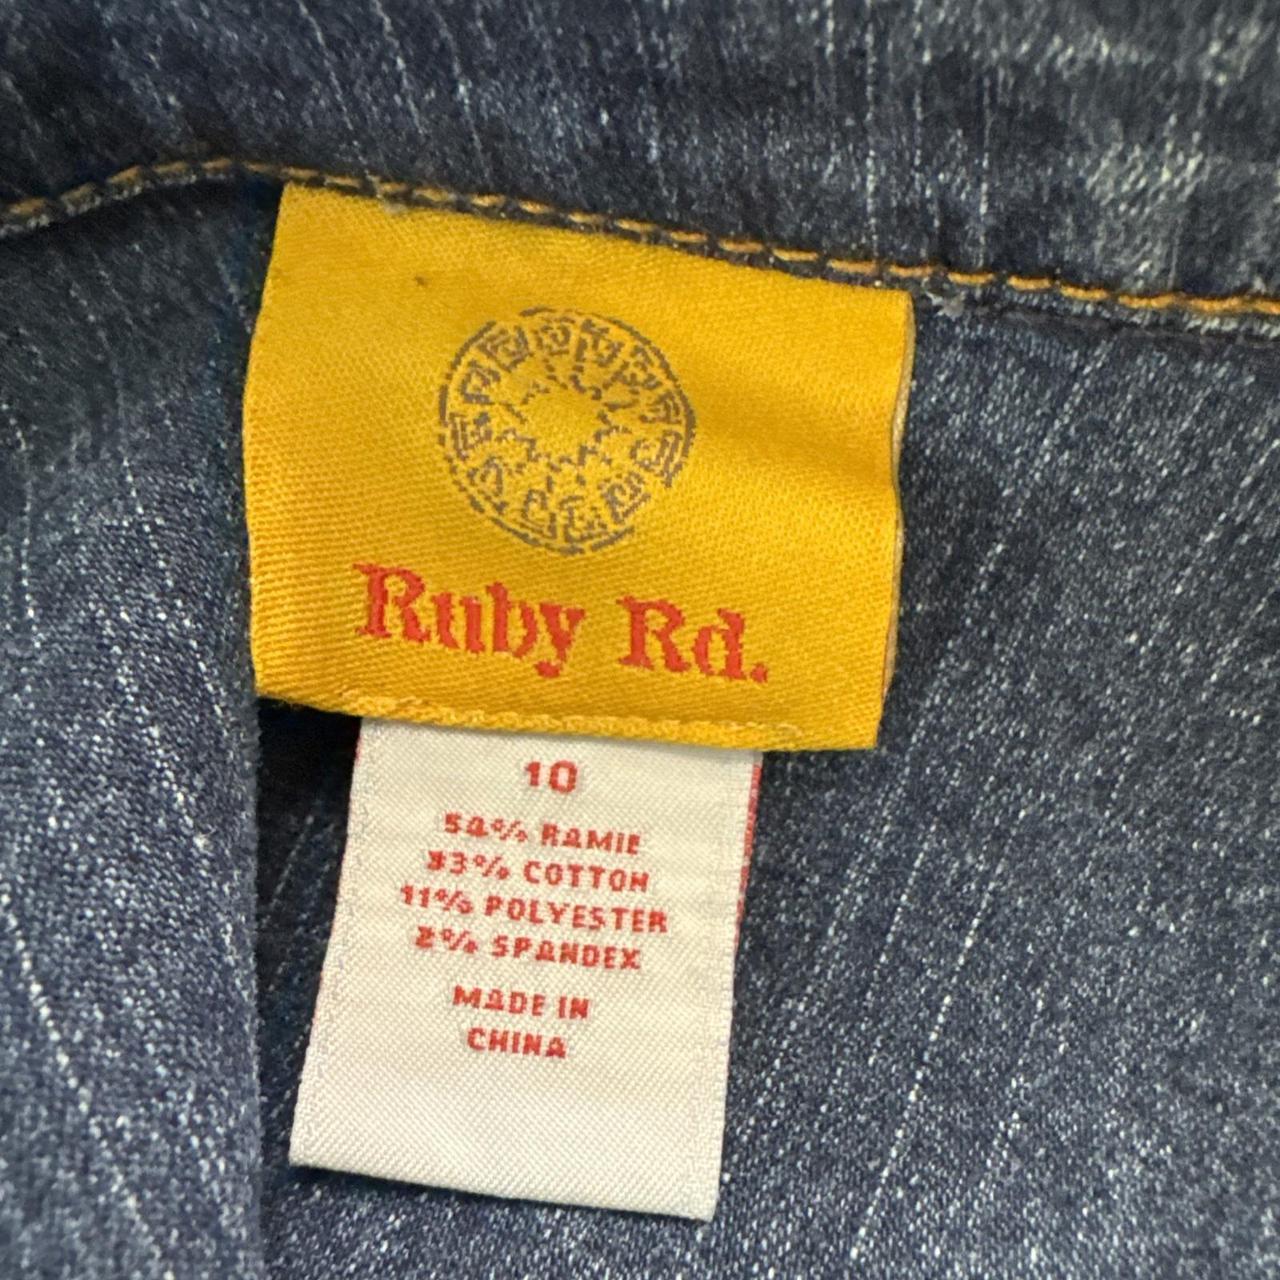 Ruby Rd.
10
54% RAMIE
33% COTTON
11% POLYESTER
2% SPANDEX
MADE IN
CHINA